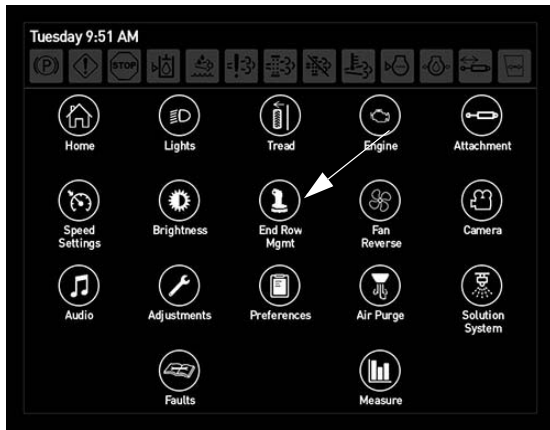 Tuesday 9:51 AM
(P) STOP
Home Lights Tread Engine Attachment
Speed Brightness End Row Fan Camera
Settings Mgmt Reverse
Audio Adjustments Preferences Air Purge Solution
System
Faults Measure